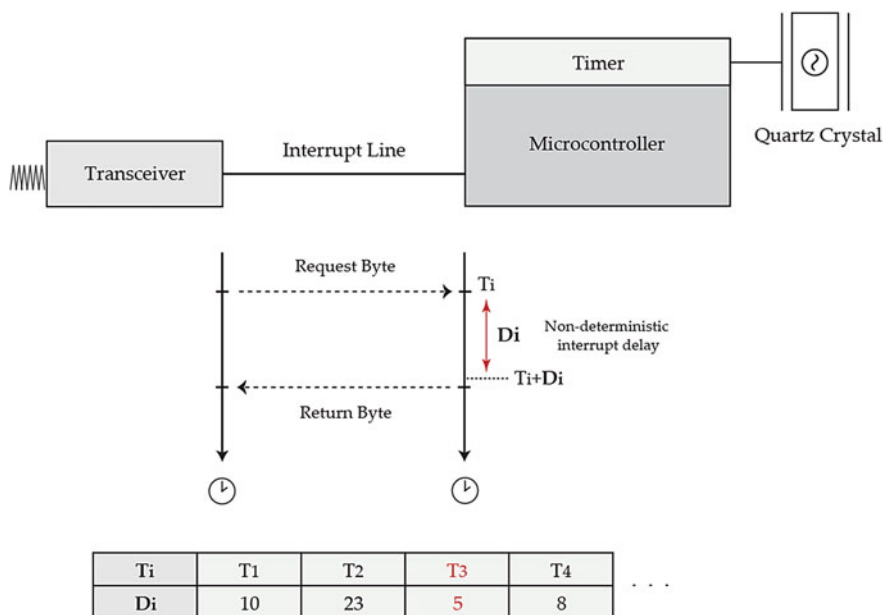 Timer
Quartz Crystal
Interrupt Line
Microcontroller
Transceiver
Request Byte
Ti
Di
Non-deterministic
interrupt delay
Ti+Di
Return Byte
Ti T1 T2 T3 T4
Di 10 23 5 8
. . .